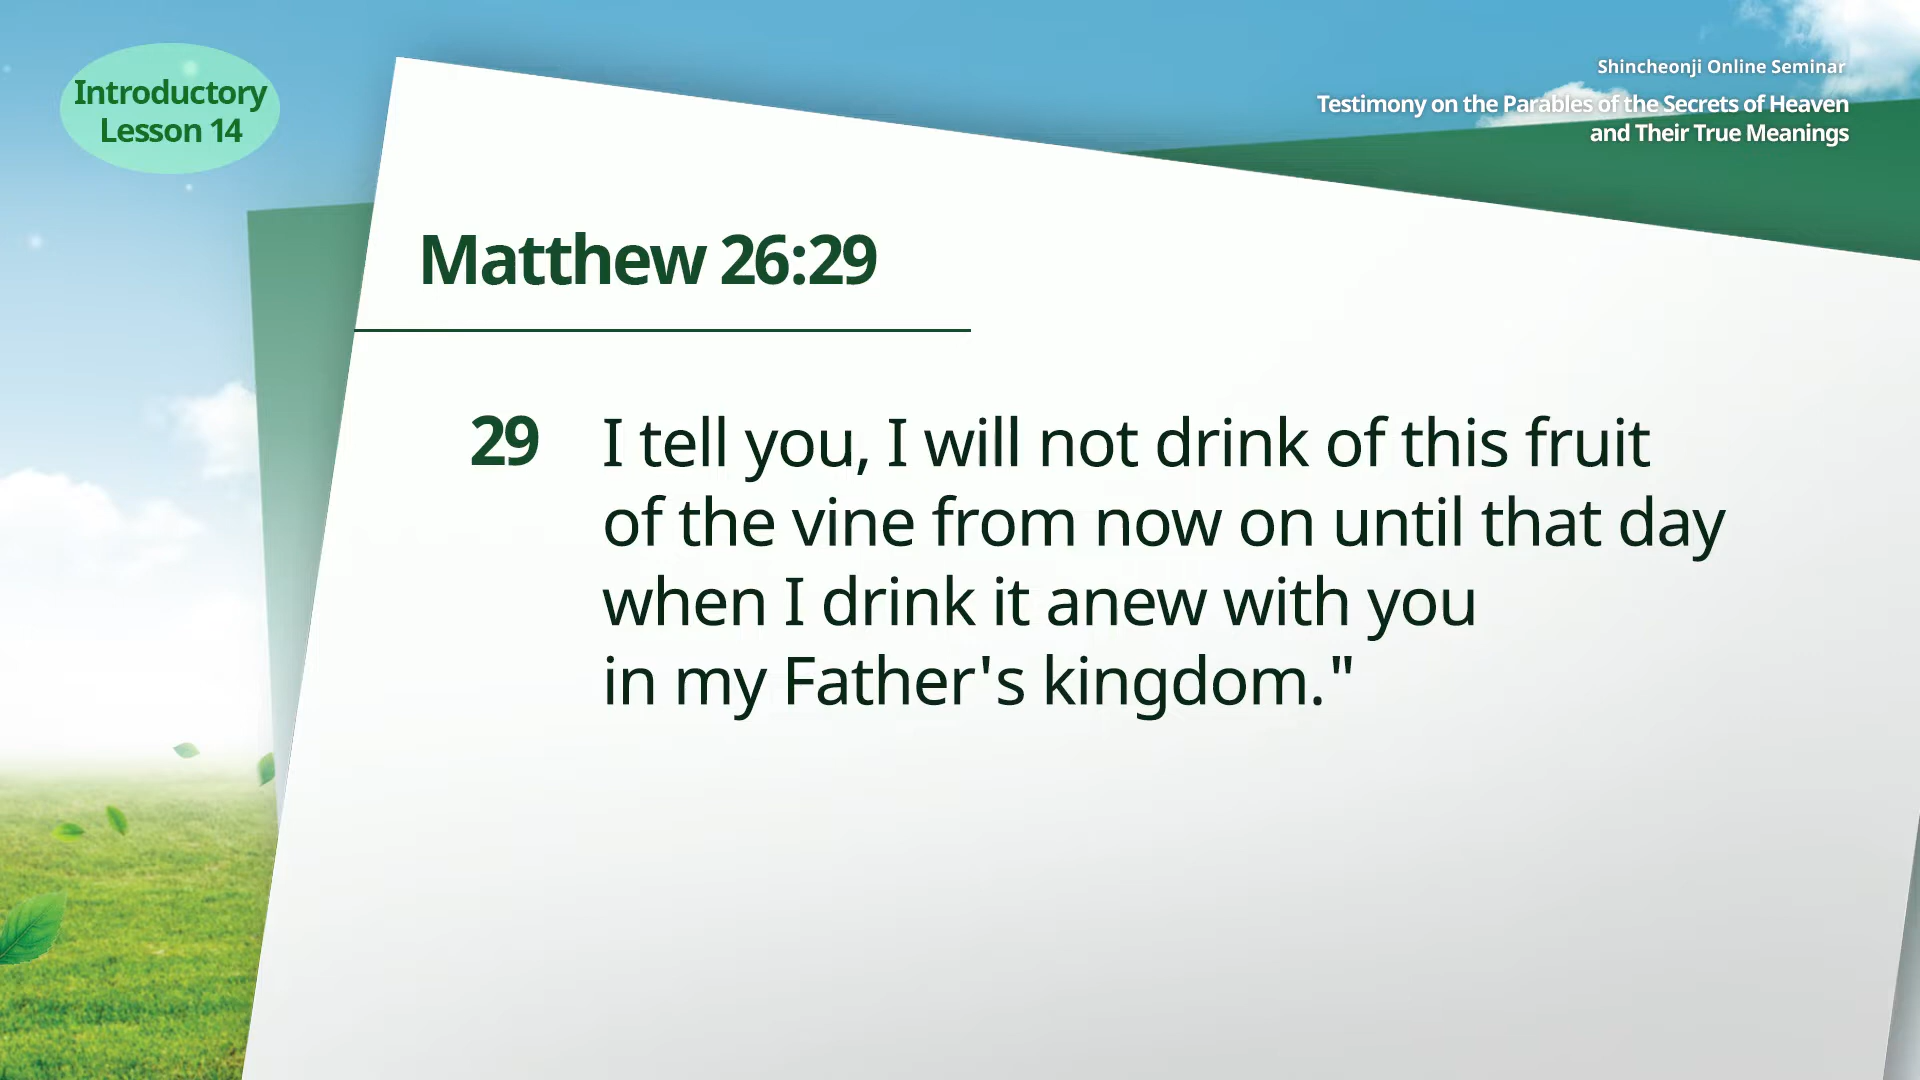 Introductory
Lesson 14
Shincheonji Online Seminar
Testimony on the Parables of the Secrets of Heaven
and Their True Meanings
Matthew 26:29
29 I tell you, I will not drink of this fruit
of the vine from now on until that day
when I drink it anew with you
in my Father's kingdom."